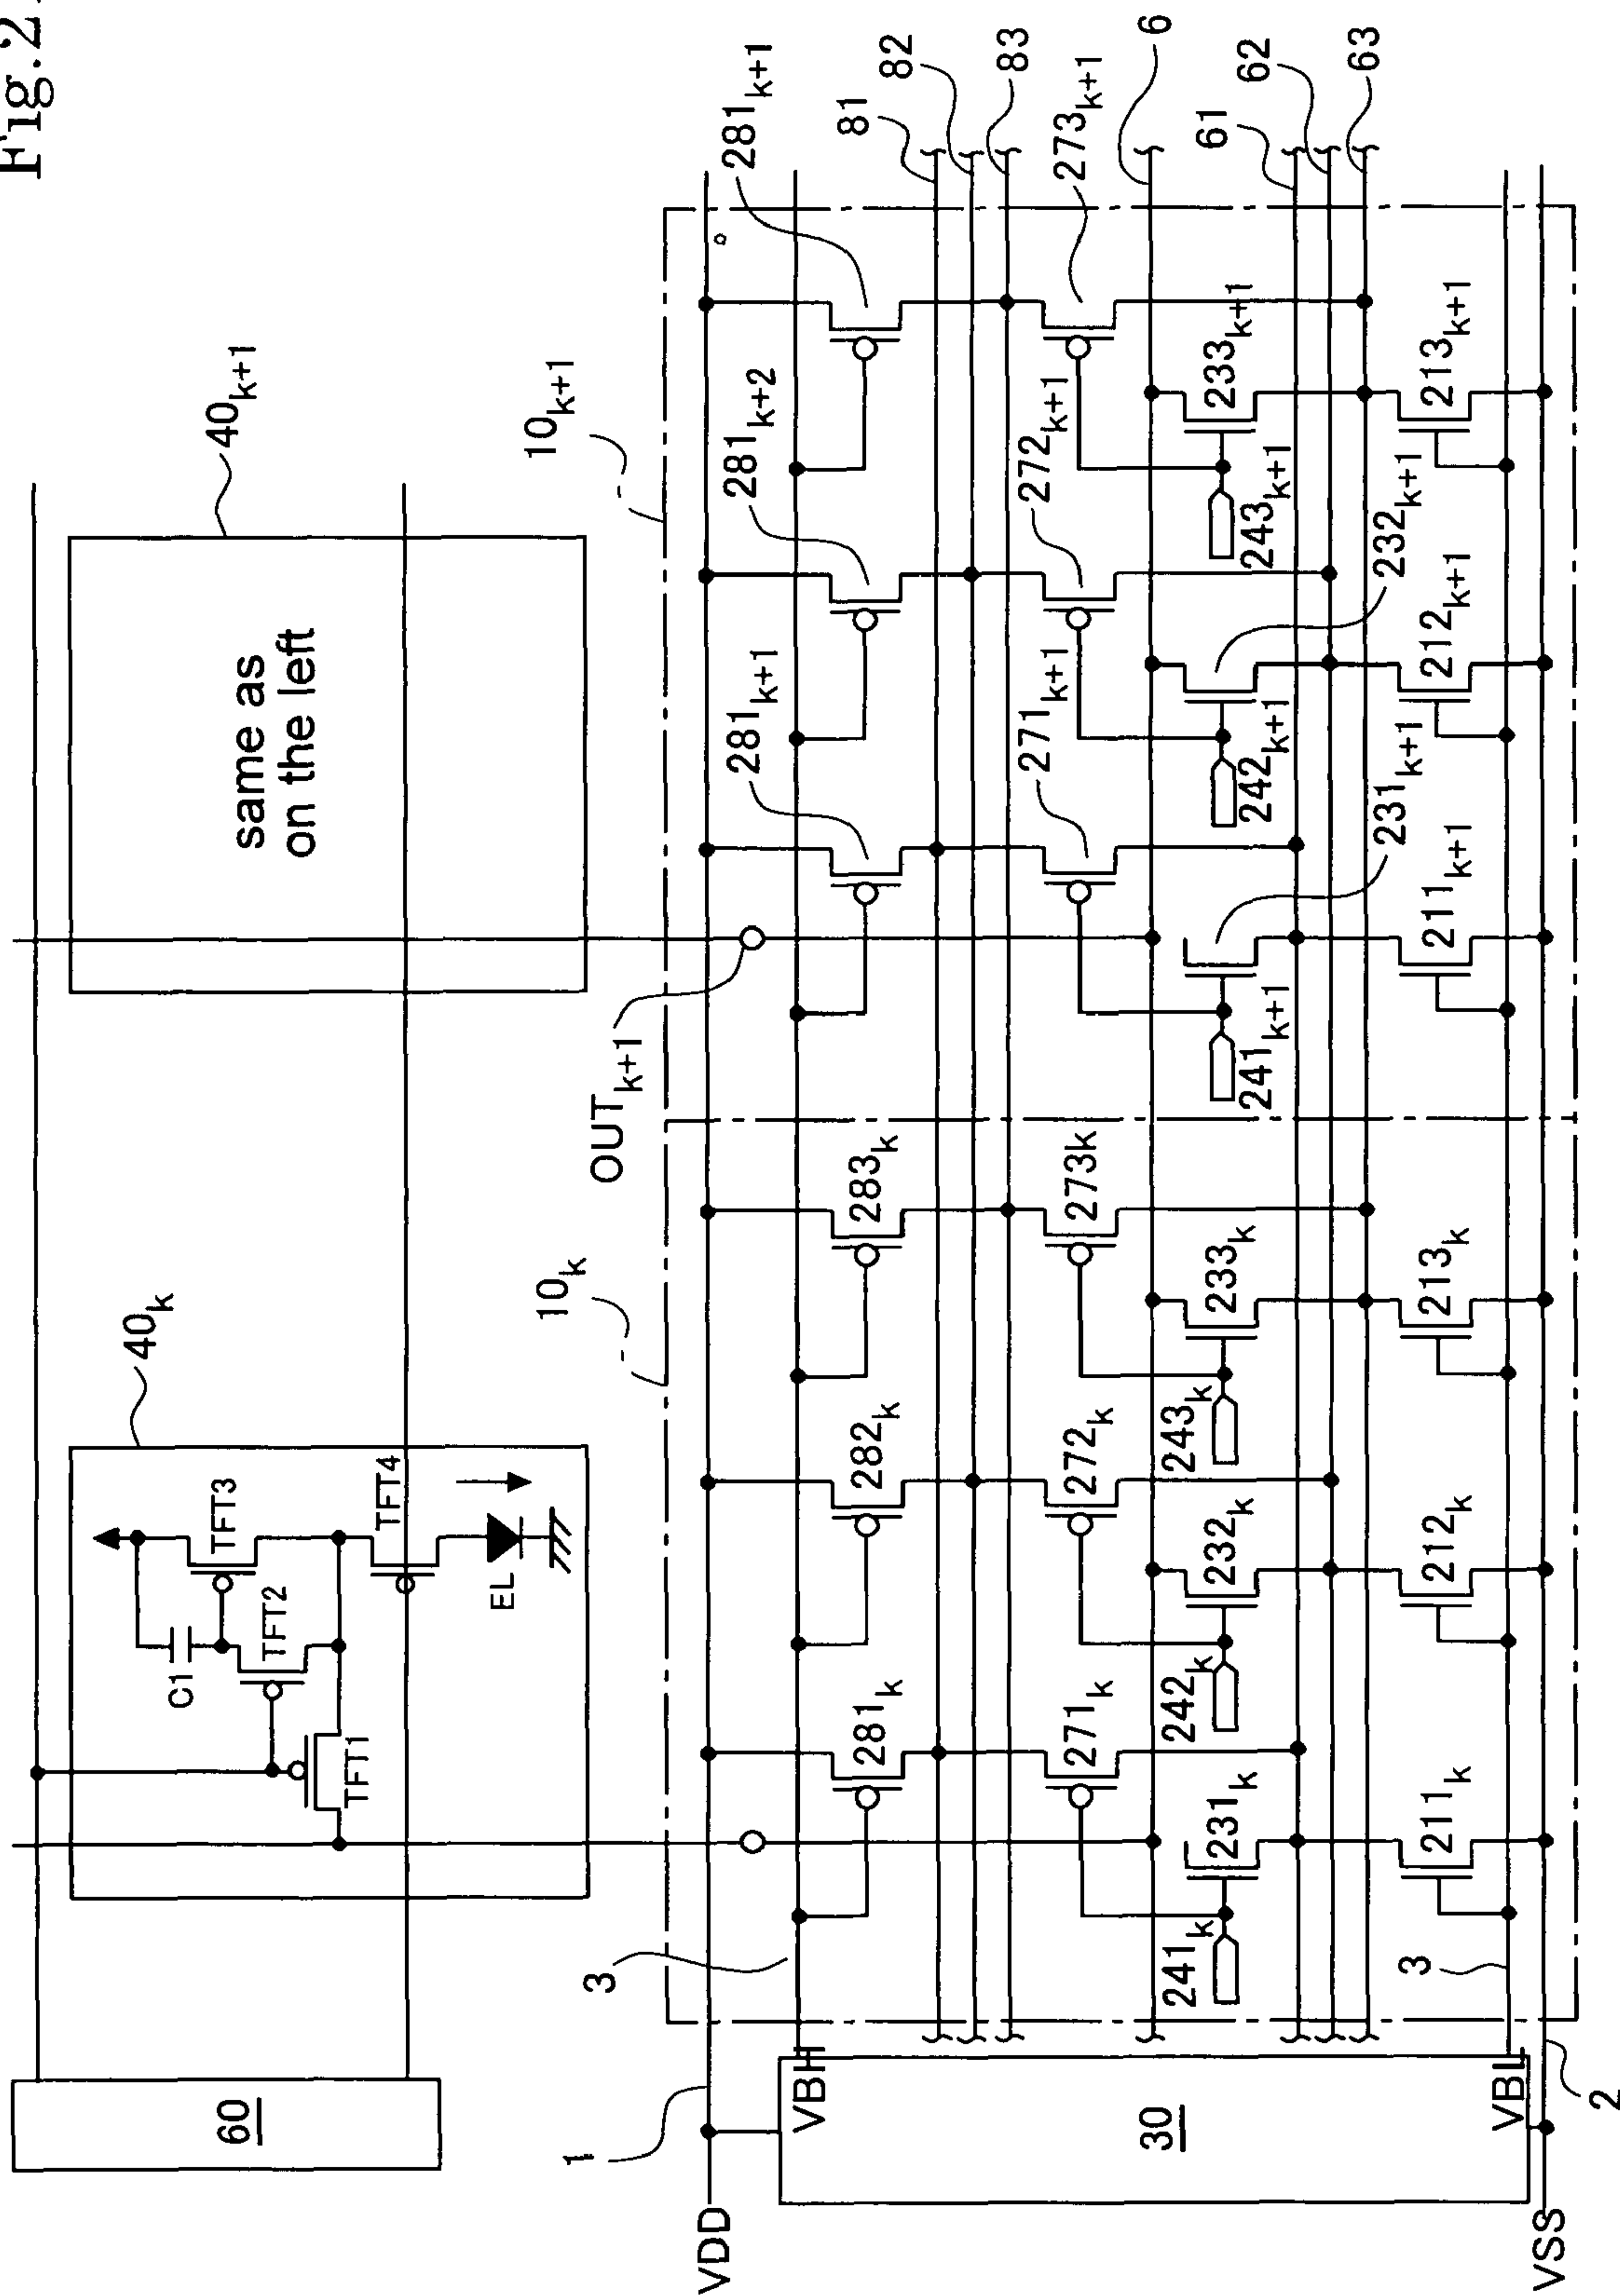 Fig.2
60
40k
C1
TFT2
TFT3
TFT1
TFT4
EL
40k+1
same as
on the left
OUTk+1
10k
10k+1
VDD
1
3
VBH
30
VBL
3
VSS
2
281k
282k
283k
281k+1
281k+2
281k+1
81
82
83
271k
272k
273k
271k+1
272k+1
273k+1
6
241k
231k
242k
232k
243k
233k
241k+1
231k+1
242k+1
232k+1
243k+1
233k+1
61
62
63
211k
212k
213k
211k+1
212k+1
213k+1